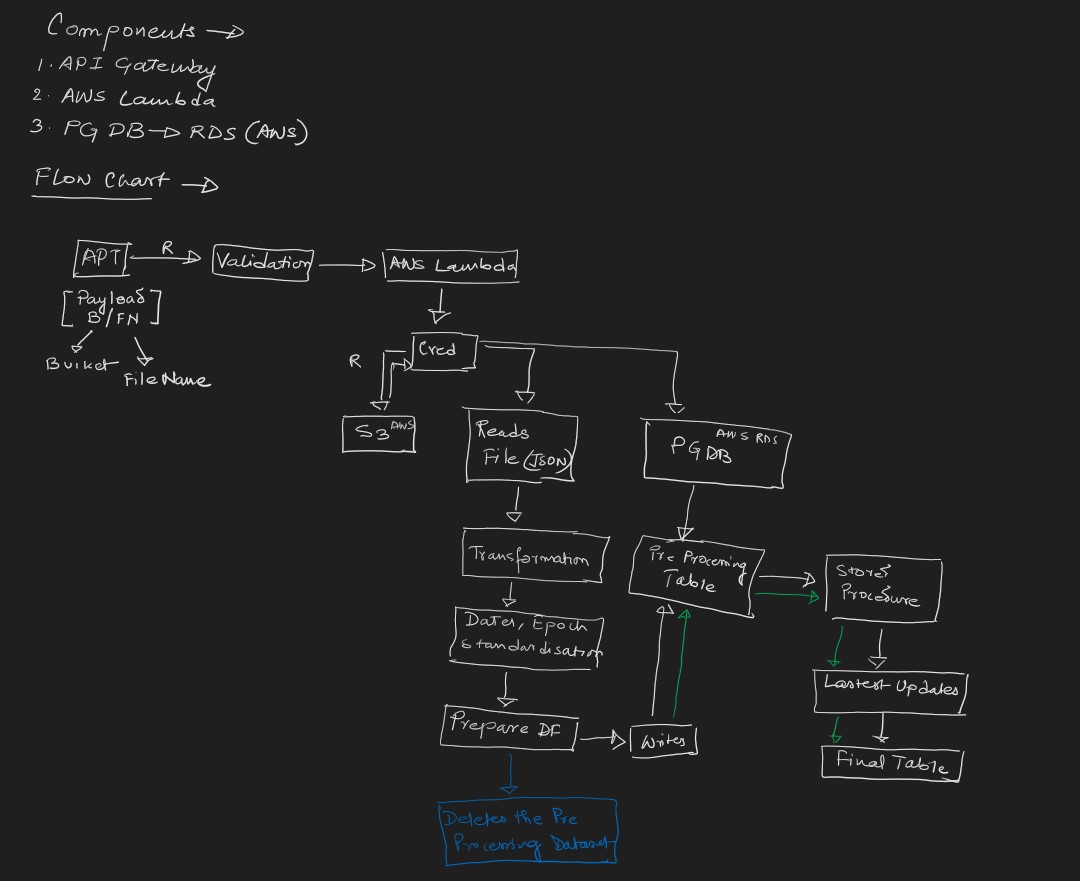 Components →
1. API Gateway
2. AWS Lambda
3. PG DB → RDS (AWS)
Flow Chart →
API
R
Validation
AWS Lambda
[Payload
B/FN]
Bucket
File Name
Cred
R
S3 AWS
Reads
File (JSON)
AWS RDS
PG DB
Transformation
Pre Processing
Table
Stored
Procedure
Dates, Epoch
standardisation
Lastest Updates
Prepare DF
Writes
Final Table
Deletes the Pre
Processing Dataset